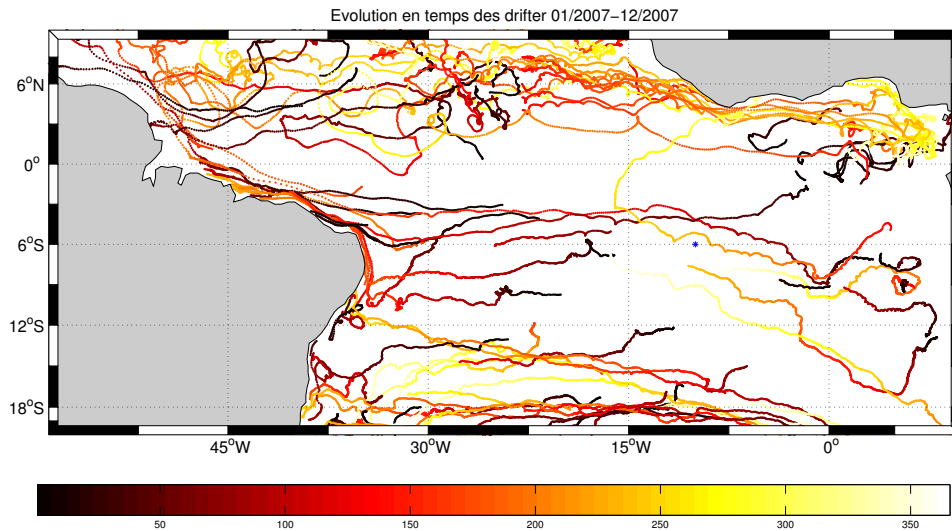 Evolution en temps des drifter 01/2007−12/2007
6°N
0°
6°S
12°S
18°S
45°W 30°W 15°W 0°
50 100 150 200 250 300 350